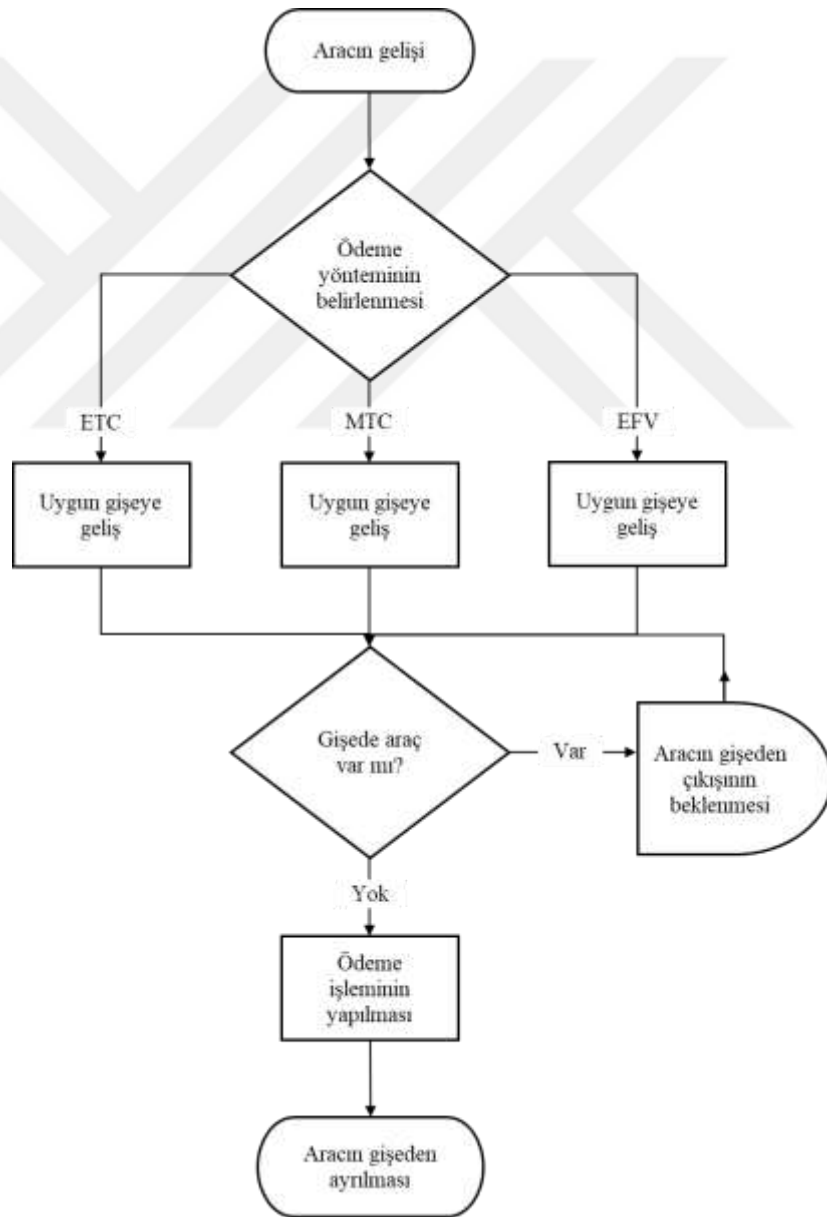 Aracın gelişi
Ödeme
yönteminin
belirlenmesi
ETC
MTC
EFV
Uygun gişeye
geliş
Uygun gişeye
geliş
Uygun gişeye
geliş
Gişede araç
var mı?
Var
Aracın gişeden
çıkışının
beklenmesi
Yok
Ödeme
işleminin
yapılması
Aracın gişeden
ayrılması